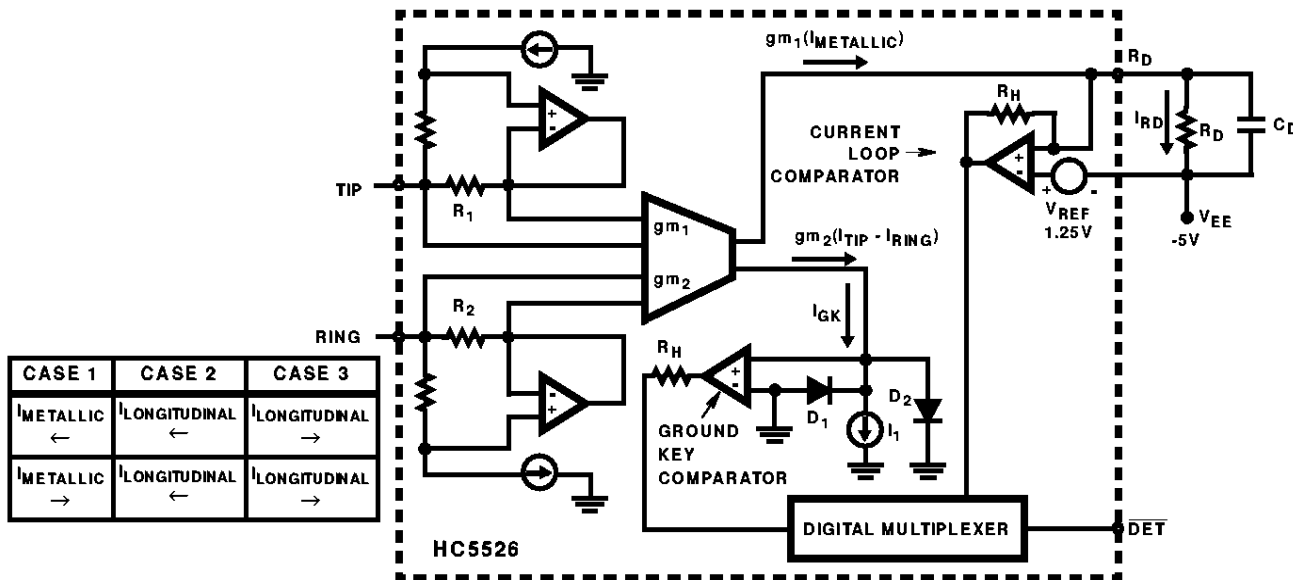 gm1(IMETALLIC)
RD
RH
+
-
CURRENT
LOOP →
COMPARATOR
IRD
RD
CD
+
-
+ -
VREF
1.25V
VEE
-5V
TIP
R1
gm1
gm2
gm2(ITIP - IRING)
IGK
RING
R2
-
+
RH
+
-
D1
D2
I1
GROUND
KEY
COMPARATOR
CASE 1 CASE 2 CASE 3
IMETALLIC ← ILONGITUDINAL ← ILONGITUDINAL →
IMETALLIC → ILONGITUDINAL ← ILONGITUDINAL →
DIGITAL MULTIPLEXER
DET
HC5526